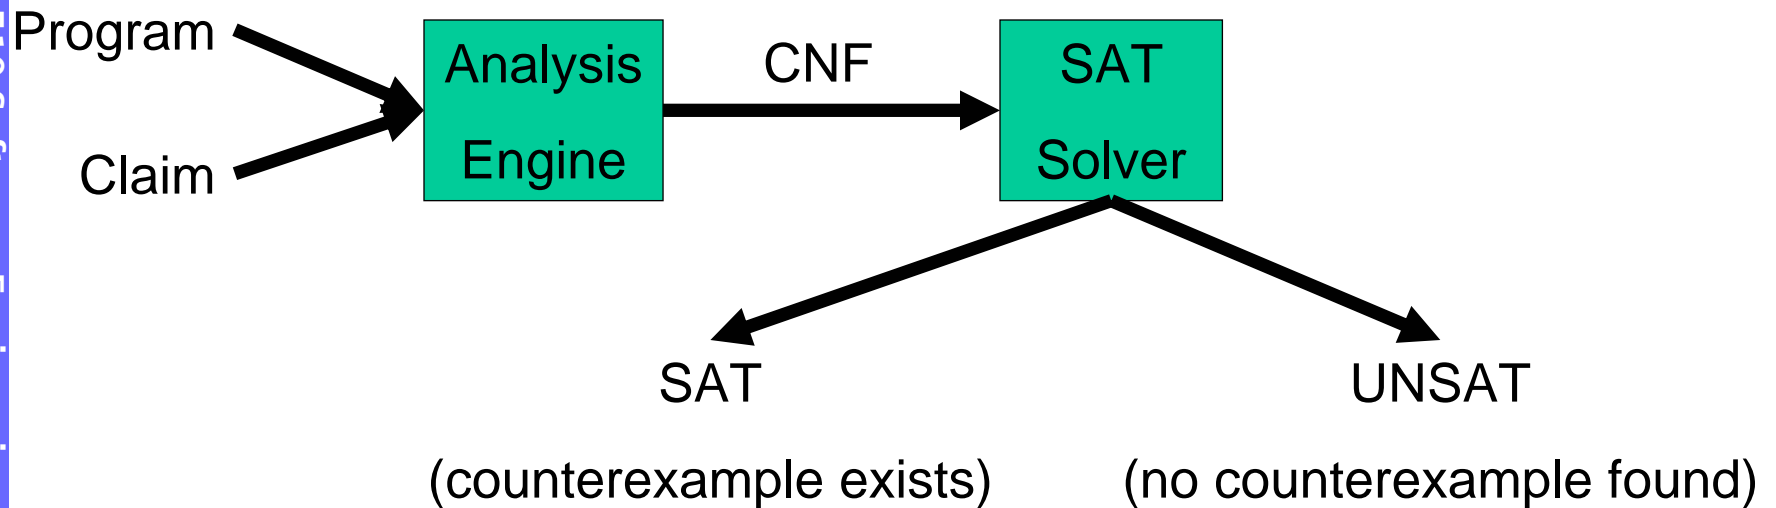 Program
Claim
Analysis
Engine
CNF
SAT
Solver
SAT
(counterexample exists)
UNSAT
(no counterexample found)